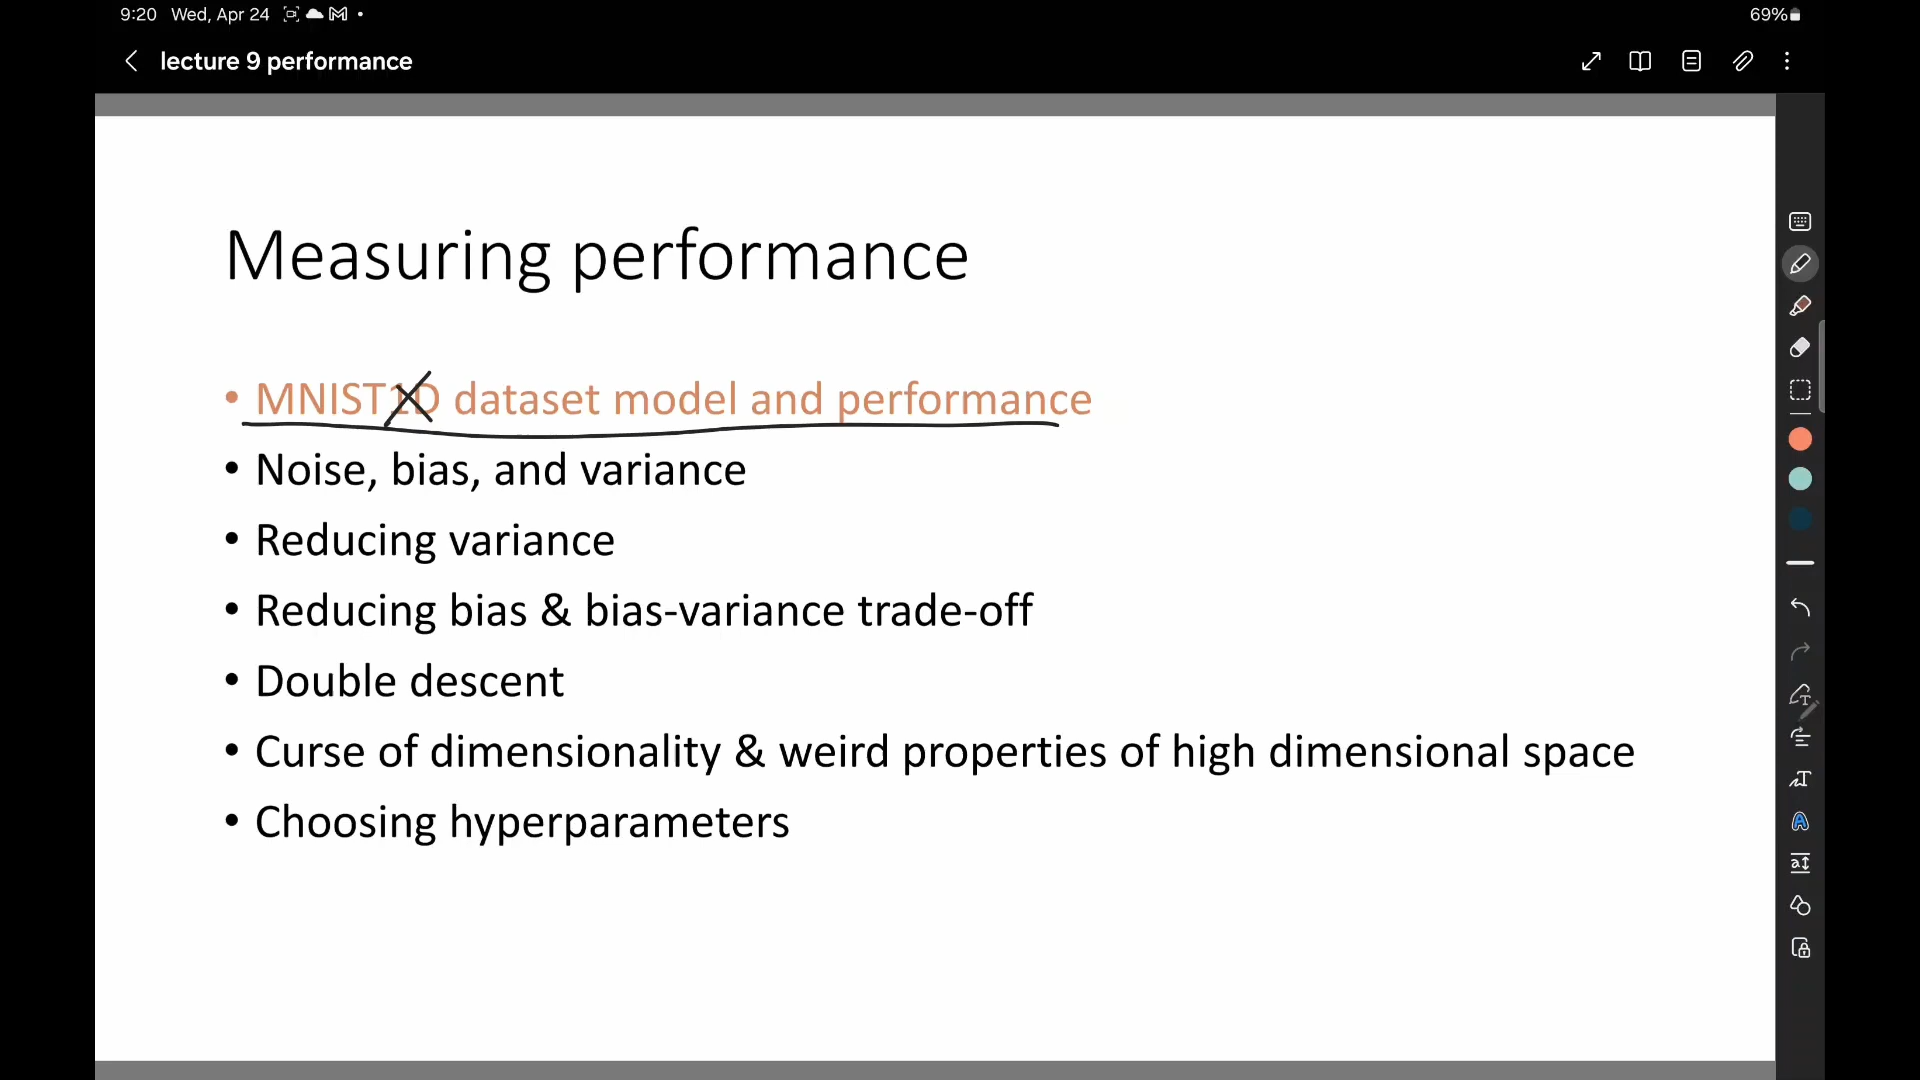 9:20 Wed, Apr 24
69%
lecture 9 performance
Measuring performance
• MNIST1D dataset model and performance
• Noise, bias, and variance
• Reducing variance
• Reducing bias & bias-variance trade-off
• Double descent
• Curse of dimensionality & weird properties of high dimensional space
• Choosing hyperparameters